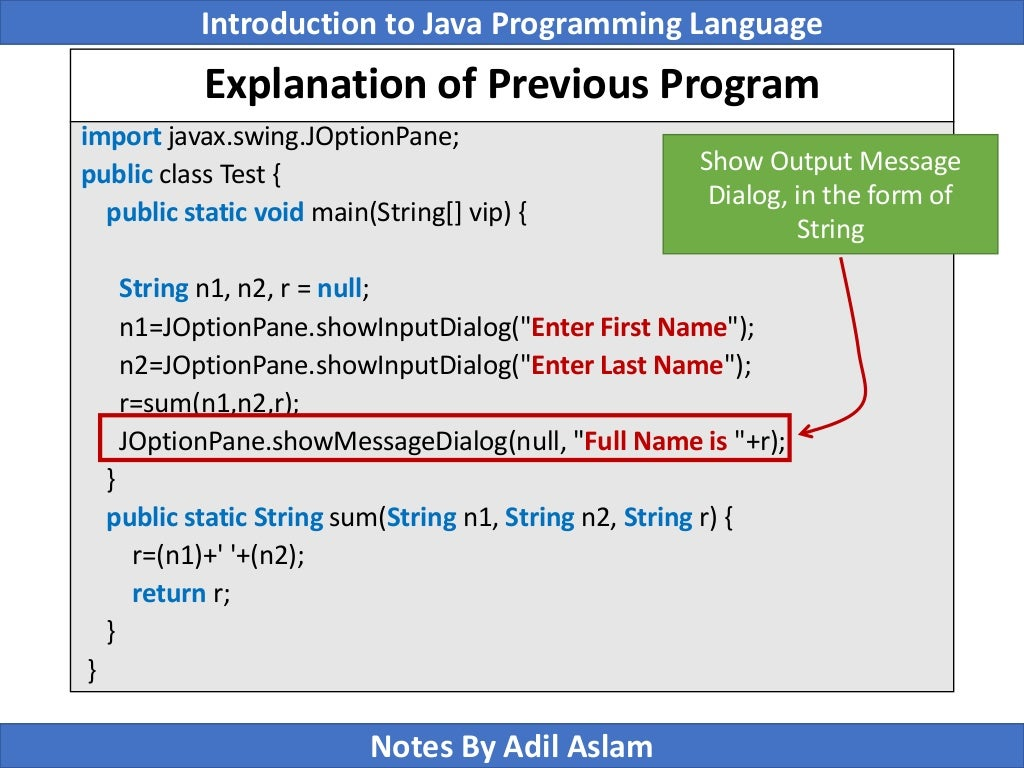 Introduction to Java Programming Language
Explanation of Previous Program
import javax.swing.JOptionPane;
public class Test {
public static void main(String[] vip) {
String n1, n2, r = null;
n1=JOptionPane.showInputDialog("Enter First Name");
n2=JOptionPane.showInputDialog("Enter Last Name");
r=sum(n1,n2,r);
JOptionPane.showMessageDialog(null, "Full Name is "+r);
}
public static String sum(String n1, String n2, String r) {
r=(n1)+' '+(n2);
return r;
}
}
Show Output Message
Dialog, in the form of
String
Notes By Adil Aslam